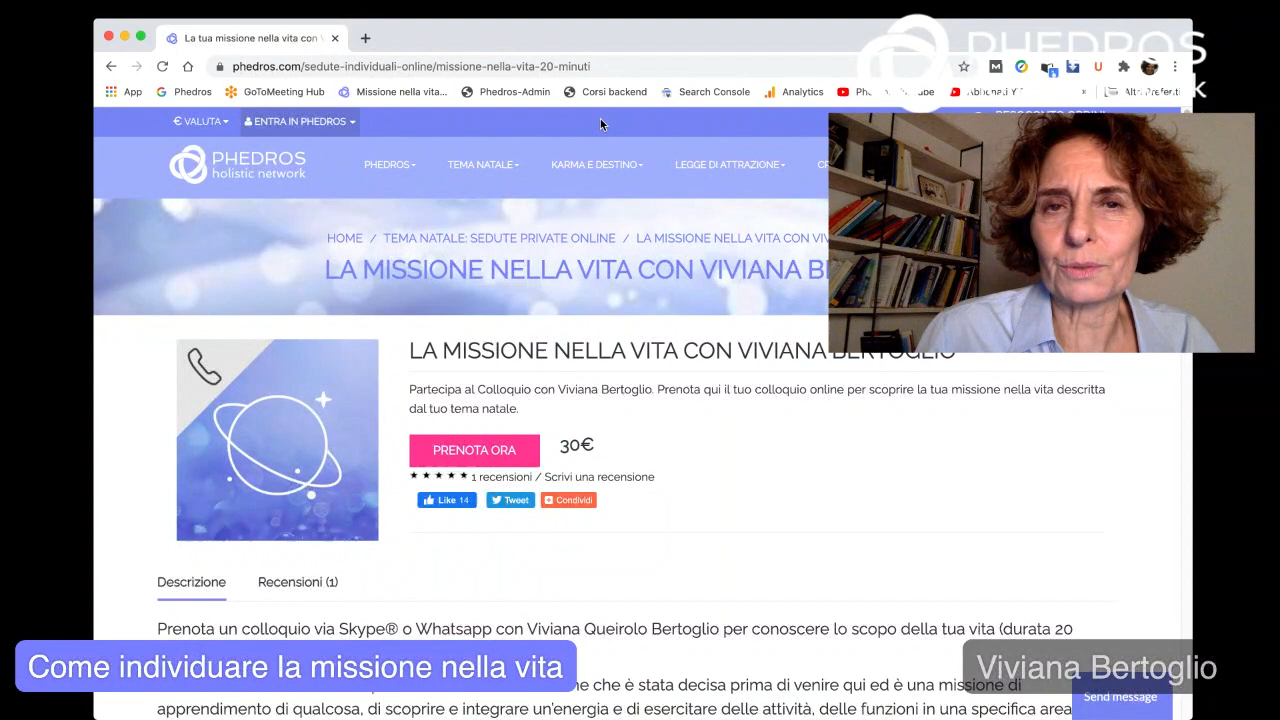 La tua missione nella vita con V
PHEDROS
phedros.com/sedute-individuali-online/missione-nella-vita-20-minuti
App Phedros GoToMeeting Hub Missione nella vita... Phedros-Admin Corsi backend Search Console Analytics
€ VALUTA ENTRA IN PHEDROS
PHEDROS
holistic network
PHEDROS TEMA NATALE KARMA E DESTINO LEGGE DI ATTRAZIONE
HOME / TEMA NATALE: SEDUTE PRIVATE ONLINE / LA MISSIONE NELLA VITA CON VIV
LA MISSIONE NELLA VITA CON VIVIANA B
LA MISSIONE NELLA VITA CON VIVIANA BERTOGLIO
Partecipa al Colloquio con Viviana Bertoglio. Prenota qui il tuo colloquio online per scoprire la tua missione nella vita descritta
dal tuo tema natale.
PRENOTA ORA 30€
1 recensioni / Scrivi una recensione
Like 14 Tweet Condividi
Descrizione Recensioni (1)
Prenota un colloquio via Skype® o Whatsapp con Viviana Queirolo Bertoglio per conoscere lo scopo della tua vita (durata 20
Come individuare la missione nella vita
Viviana Bertoglio
ne che è stata decisa prima di venire qui ed è una missione di
Send message
apprendimento di qualcosa, di saper integrare un'energia e di esercitare delle attività, delle funzioni in una specifica area